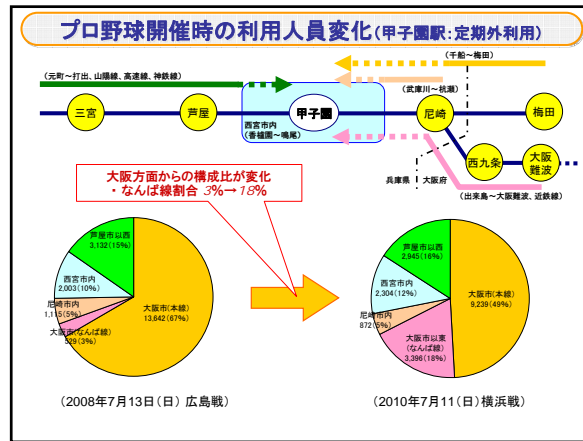 プロ野球開催時の利用人員変化(甲子園駅:定期外利用)
(元町～打出、山陽線、高速線、神鉄線)
(千船～梅田)
(武庫川～杭瀬)
三宮
芦屋
甲子園
尼崎
梅田
西宮市内
(香櫨園～鳴尾)
西九条
大阪
難波
兵庫県
大阪府
(出来島～大阪難波、近鉄線)
大阪方面からの構成比が変化
・なんば線割合 3%→18%
芦屋市以西
3,132(15%)
西宮市内
2,003(10%)
尼崎市内
1,115(5%)
大阪市(なんば線)
529(3%)
大阪市(本線)
13,642(67%)
芦屋市以西
2,945(16%)
西宮市内
2,304(12%)
尼崎市内
872(5%)
大阪市以東
(なんば線)
3,396(18%)
大阪市(本線)
9,239(49%)
(2008年7月13日(日) 広島戦)
(2010年7月11(日)横浜戦)